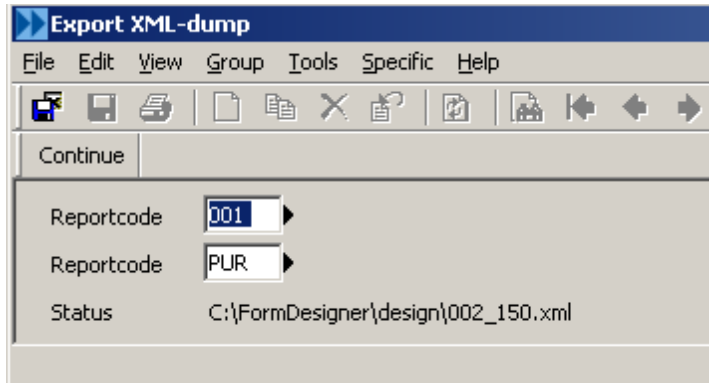 Export XML-dump
File Edit View Group Tools Specific Help
Continue
Reportcode 001
Reportcode PUR
Status C:\FormDesigner\design\002_150.xml